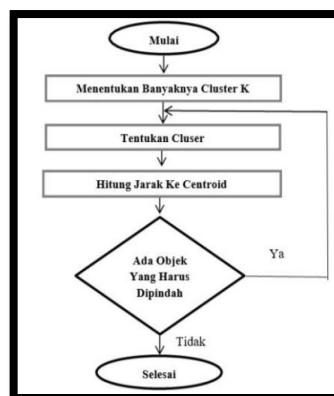 Mulai
Menentukan Banyaknya Cluster K
Tentukan Cluser
Hitung Jarak Ke Centroid
Ada Objek
Yang Harus
Dipindah
Ya
Tidak
Selesai